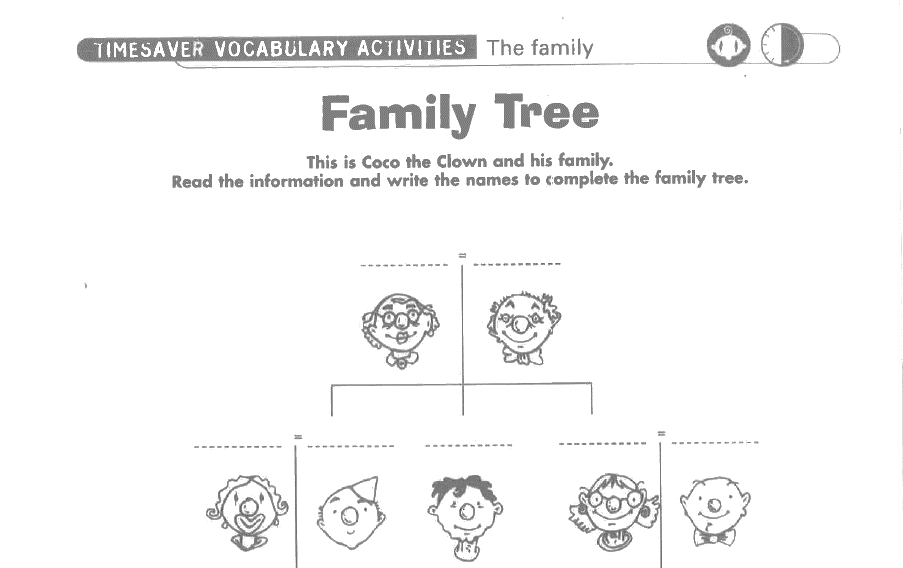 TIMESAVER VOCABULARY ACTIVITIES The family
Family Tree
This is Coco the Clown and his family.
Read the information and write the names to complete the family tree.
=
= =